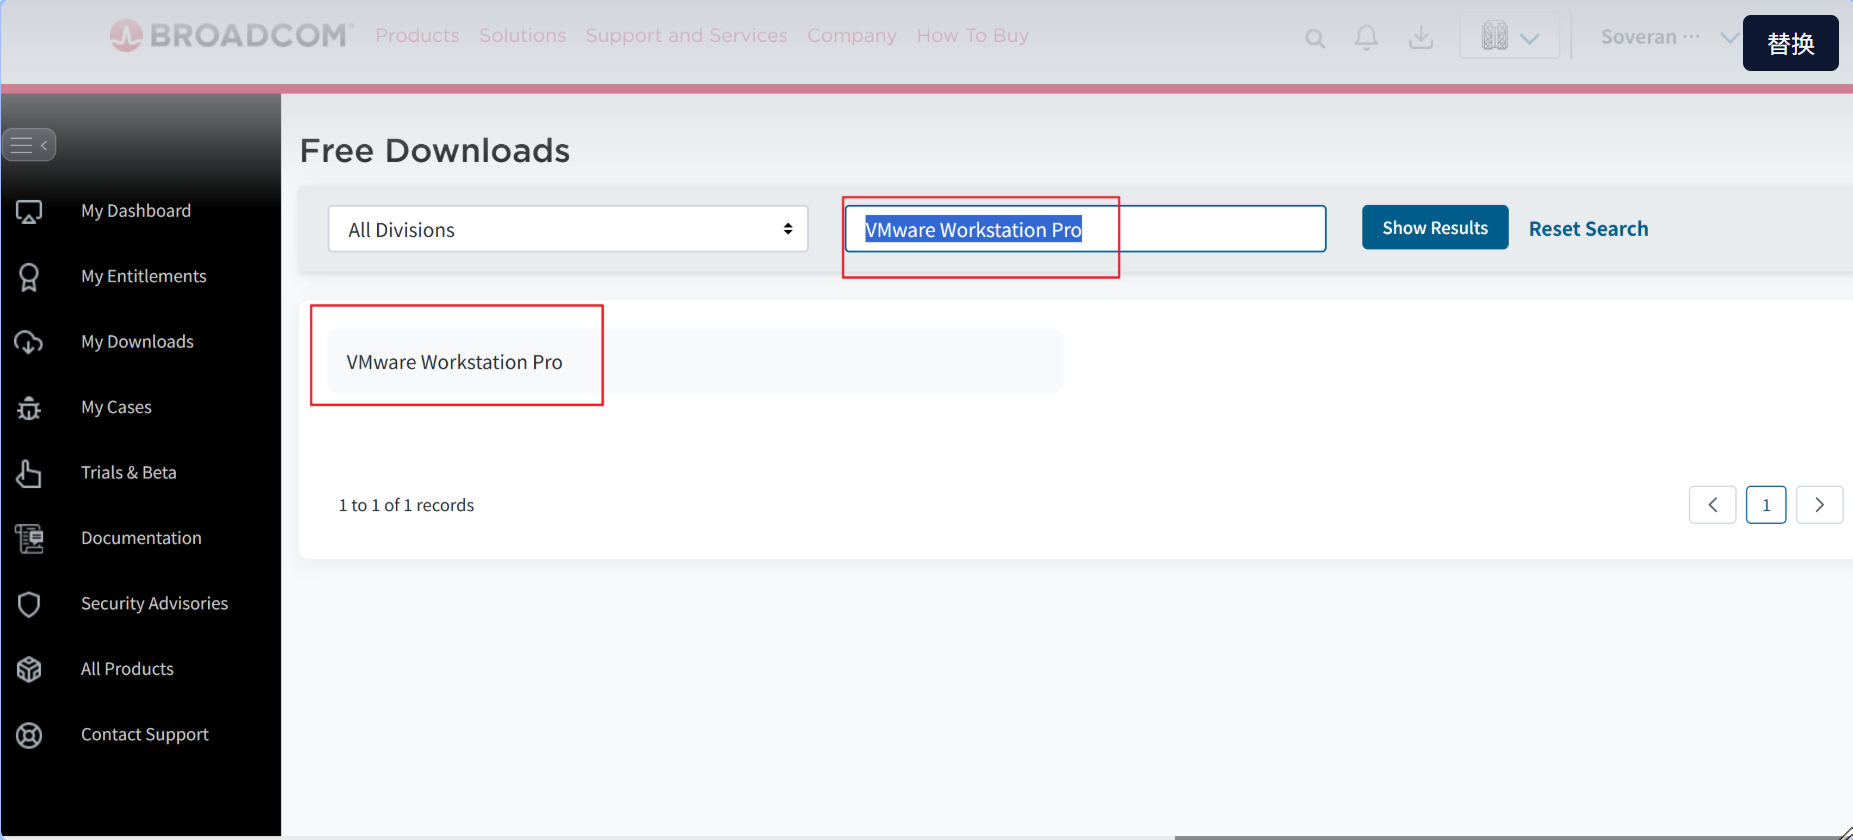 BROADCOM Products Solutions Support and Services Company How To Buy Soveran ··· 替换
Free Downloads
All Divisions VMware Workstation Pro Show Results Reset Search
VMware Workstation Pro
1 to 1 of 1 records 1
My Dashboard
My Entitlements
My Downloads
My Cases
Trials & Beta
Documentation
Security Advisories
All Products
Contact Support